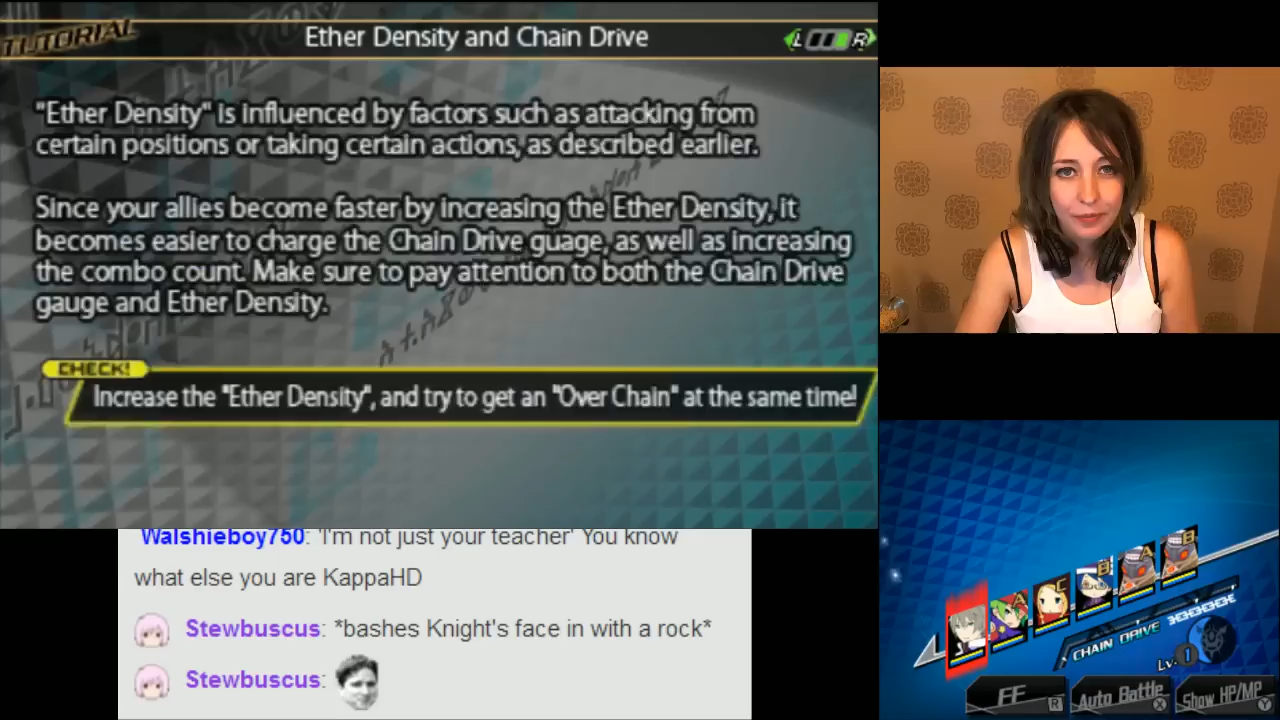 TUTORIAL
Ether Density and Chain Drive
L R
"Ether Density" is influenced by factors such as attacking from
certain positions or taking certain actions, as described earlier.
Since your allies become faster by increasing the Ether Density, it
becomes easier to charge the Chain Drive guage, as well as increasing
the combo count. Make sure to pay attention to both the Chain Drive
gauge and Ether Density.
CHECK!
Increase the "Ether Density", and try to get an "Over Chain" at the same time!
Walshieboy750: 'I'm not just your teacher' You know
what else you are KappaHD
Stewbuscus: *bashes Knight's face in with a rock*
Stewbuscus:
A C B A B
CHAIN DRIVE
Lv. 1
FF R
Auto Battle X
Show HP/MP Y